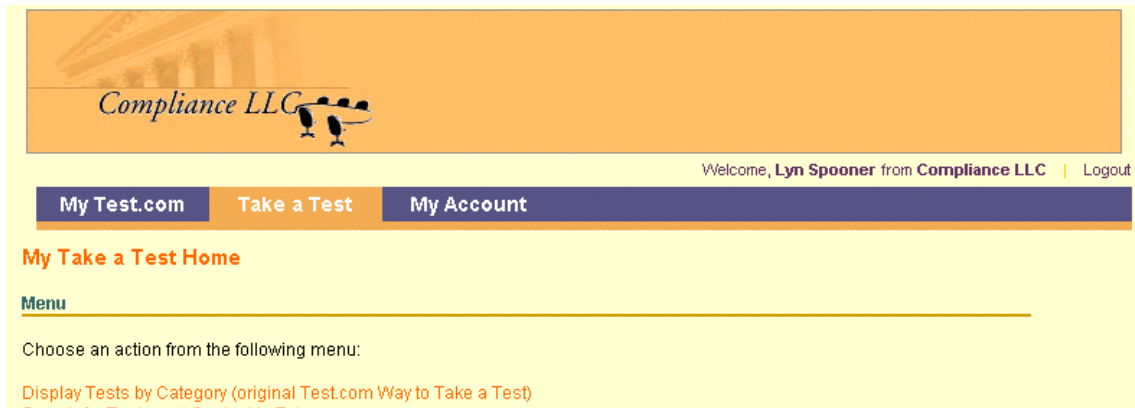 Compliance LLC
Welcome, Lyn Spooner from Compliance LLC | Logout
My Test.com Take a Test My Account
My Take a Test Home
Menu
Choose an action from the following menu:
Display Tests by Category (original Test.com Way to Take a Test)